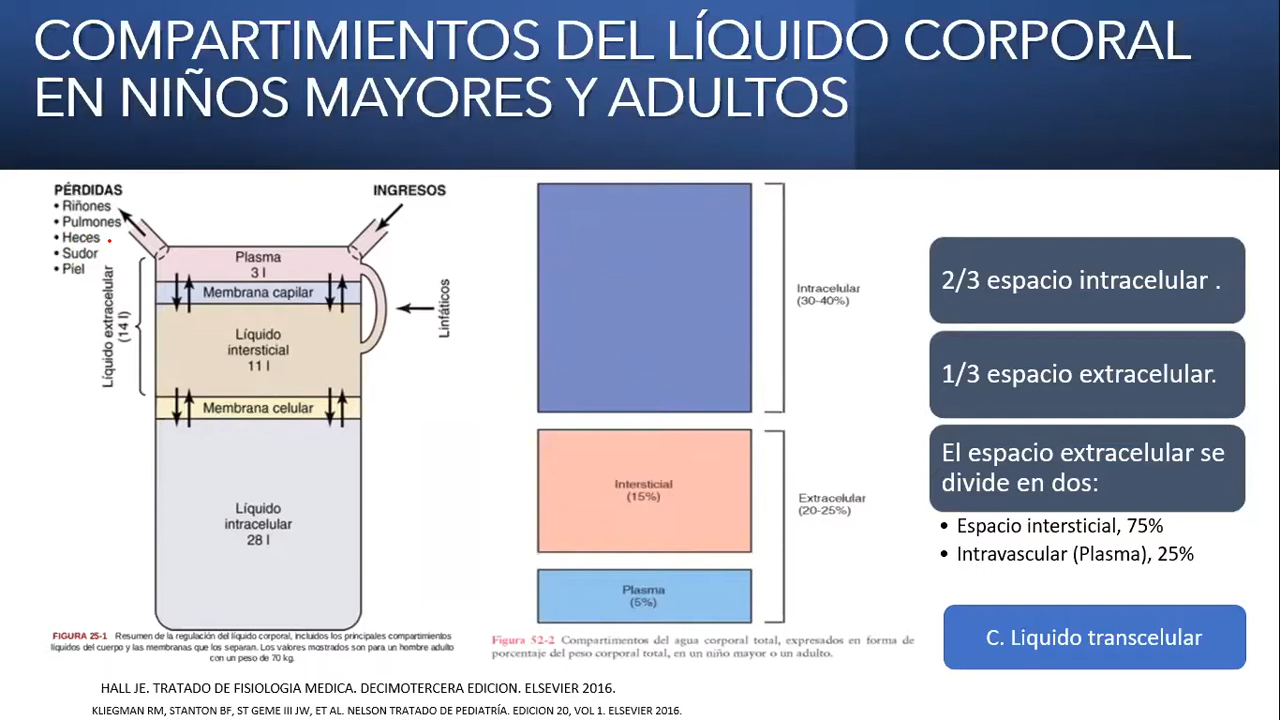 COMPARTIMIENTOS DEL LÍQUIDO CORPORAL
EN NIÑOS MAYORES Y ADULTOS
PÉRDIDAS
• Riñones
• Pulmones
• Heces
• Sudor
• Piel
INGRESOS
Plasma
3 l
Membrana capilar
Líquido extracelular
(14 l)
Linfáticos
Líquido
intersticial
11 l
Membrana celular
Líquido
intracelular
28 l
FIGURA 25-1 Resumen de la regulación del líquido corporal, incluidos los principales compartimientos
líquidos del cuerpo y las membranas que los separan. Los valores mostrados son para un hombre adulto
con un peso de 70 kg.
Intracelular
(30-40%)
Intersticial
(15%)
Extracelular
(20-25%)
Plasma
(5%)
Figura 52-2 Compartimentos del agua corporal total, expresados en forma de
porcentaje del peso corporal total, en un niño mayor o un adulto.
2/3 espacio intracelular .
1/3 espacio extracelular.
El espacio extracelular se
divide en dos:
• Espacio intersticial, 75%
• Intravascular (Plasma), 25%
C. Liquido transcelular
HALL JE. TRATADO DE FISIOLOGIA MEDICA. DECIMOTERCERA EDICION. ELSEVIER 2016.
KLIEGMAN RM, STANTON BF, ST GEME III JW, ET AL. NELSON TRATADO DE PEDIATRÍA. EDICION 20, VOL 1. ELSEVIER 2016.